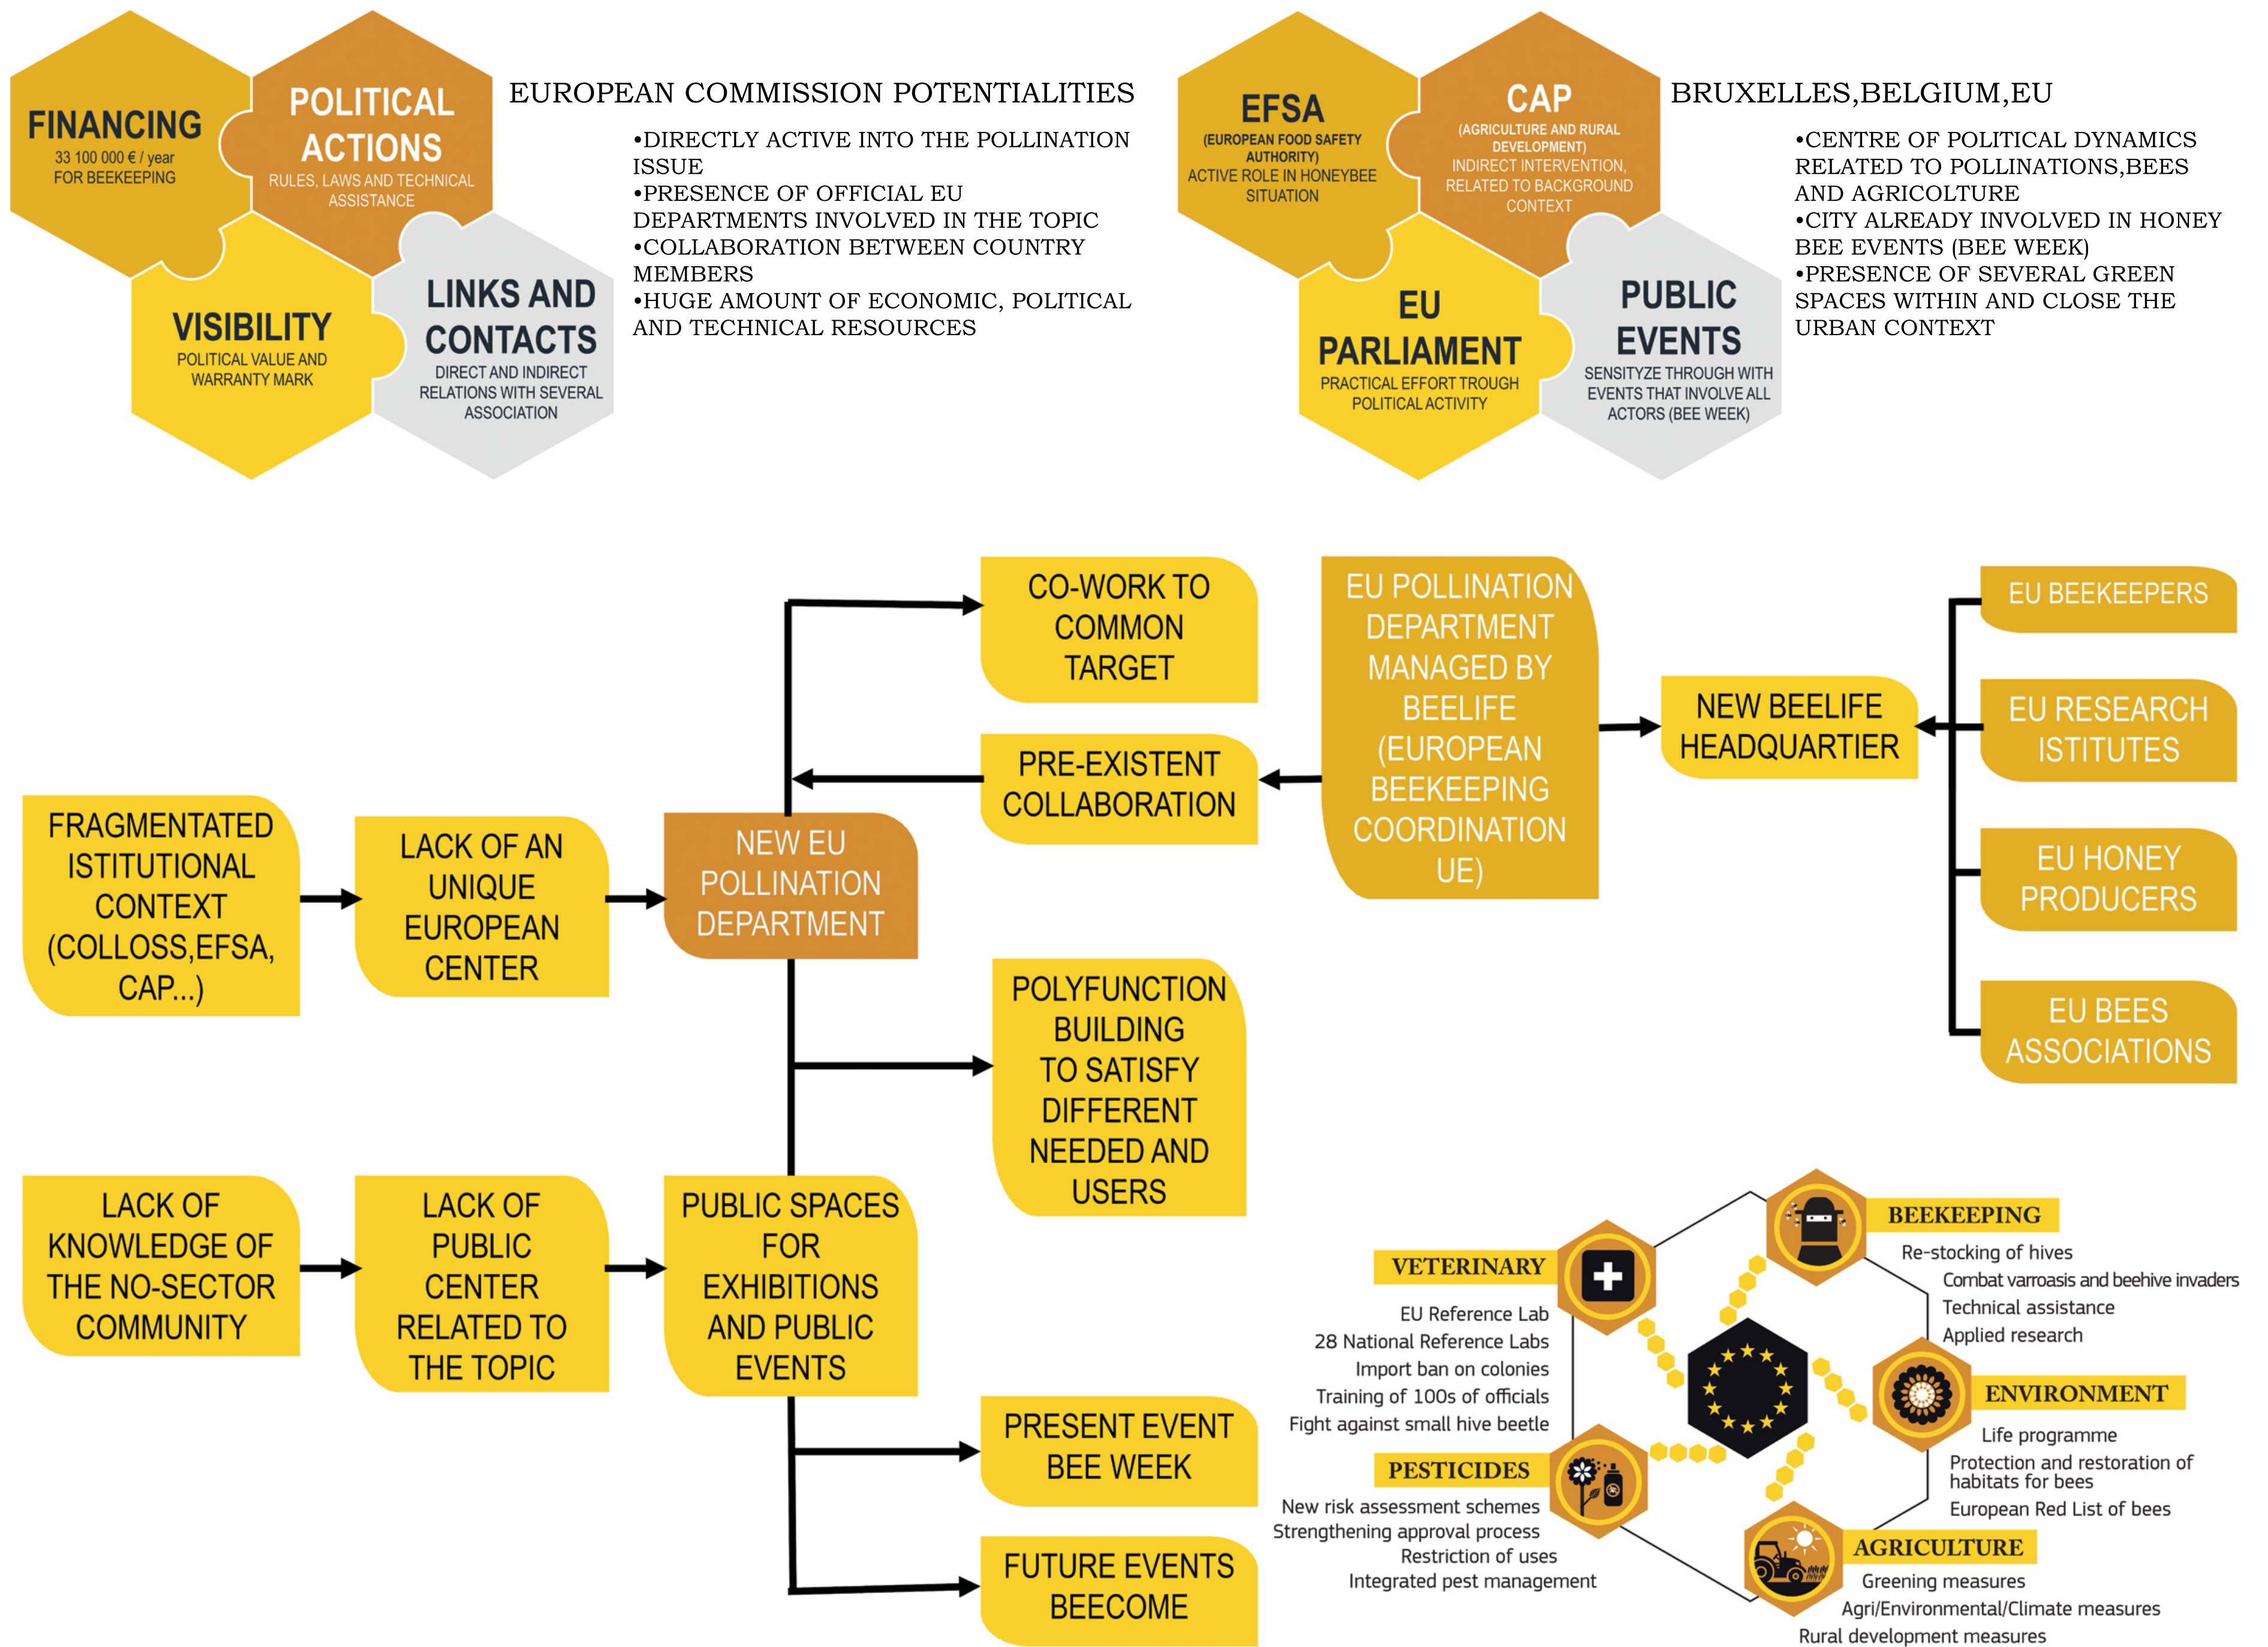 FINANCING
33 100 000 € / year
FOR BEEKEEPING
POLITICAL
ACTIONS
RULES, LAWS AND TECHNICAL
ASSISTANCE
VISIBILITY
POLITICAL VALUE AND
WARRANTY MARK
LINKS AND
CONTACTS
DIRECT AND INDIRECT
RELATIONS WITH SEVERAL
ASSOCIATION
EUROPEAN COMMISSION POTENTIALITIES
•DIRECTLY ACTIVE INTO THE POLLINATION
ISSUE
•PRESENCE OF OFFICIAL EU
DEPARTMENTS INVOLVED IN THE TOPIC
•COLLABORATION BETWEEN COUNTRY
MEMBERS
•HUGE AMOUNT OF ECONOMIC, POLITICAL
AND TECHNICAL RESOURCES
EFSA
(EUROPEAN FOOD SAFETY
AUTHORITY)
ACTIVE ROLE IN HONEYBEE
SITUATION
CAP
(AGRICULTURE AND RURAL
DEVELOPMENT)
INDIRECT INTERVENTION,
RELATED TO BACKGROUND
CONTEXT
EU
PARLIAMENT
PRACTICAL EFFORT TROUGH
POLITICAL ACTIVITY
PUBLIC
EVENTS
SENSITYZE THROUGH WITH
EVENTS THAT INVOLVE ALL
ACTORS (BEE WEEK)
BRUXELLES,BELGIUM,EU
•CENTRE OF POLITICAL DYNAMICS
RELATED TO POLLINATIONS,BEES
AND AGRICOLTURE
•CITY ALREADY INVOLVED IN HONEY
BEE EVENTS (BEE WEEK)
•PRESENCE OF SEVERAL GREEN
SPACES WITHIN AND CLOSE THE
URBAN CONTEXT
CO-WORK TO
COMMON
TARGET
PRE-EXISTENT
COLLABORATION
EU POLLINATION
DEPARTMENT
MANAGED BY
BEELIFE
(EUROPEAN
BEEKEEPING
COORDINATION
UE)
NEW BEELIFE
HEADQUARTIER
EU BEEKEEPERS
EU RESEARCH
ISTITUTES
EU HONEY
PRODUCERS
EU BEES
ASSOCIATIONS
FRAGMENTATED
ISTITUTIONAL
CONTEXT
(COLLOSS,EFSA,
CAP...)
LACK OF AN
UNIQUE
EUROPEAN
CENTER
NEW EU
POLLINATION
DEPARTMENT
POLYFUNCTION
BUILDING
TO SATISFY
DIFFERENT
NEEDED AND
USERS
LACK OF
KNOWLEDGE OF
THE NO-SECTOR
COMMUNITY
LACK OF
PUBLIC
CENTER
RELATED TO
THE TOPIC
PUBLIC SPACES
FOR
EXHIBITIONS
AND PUBLIC
EVENTS
PRESENT EVENT
BEE WEEK
FUTURE EVENTS
BEECOME
VETERINARY
EU Reference Lab
28 National Reference Labs
Import ban on colonies
Training of 100s of officials
Fight against small hive beetle
PESTICIDES
New risk assessment schemes
Strengthening approval process
Restriction of uses
Integrated pest management
BEEKEEPING
Re-stocking of hives
Combat varroasis and beehive invaders
Technical assistance
Applied research
ENVIRONMENT
Life programme
Protection and restoration of
habitats for bees
European Red List of bees
AGRICULTURE
Greening measures
Agri/Environmental/Climate measures
Rural development measures